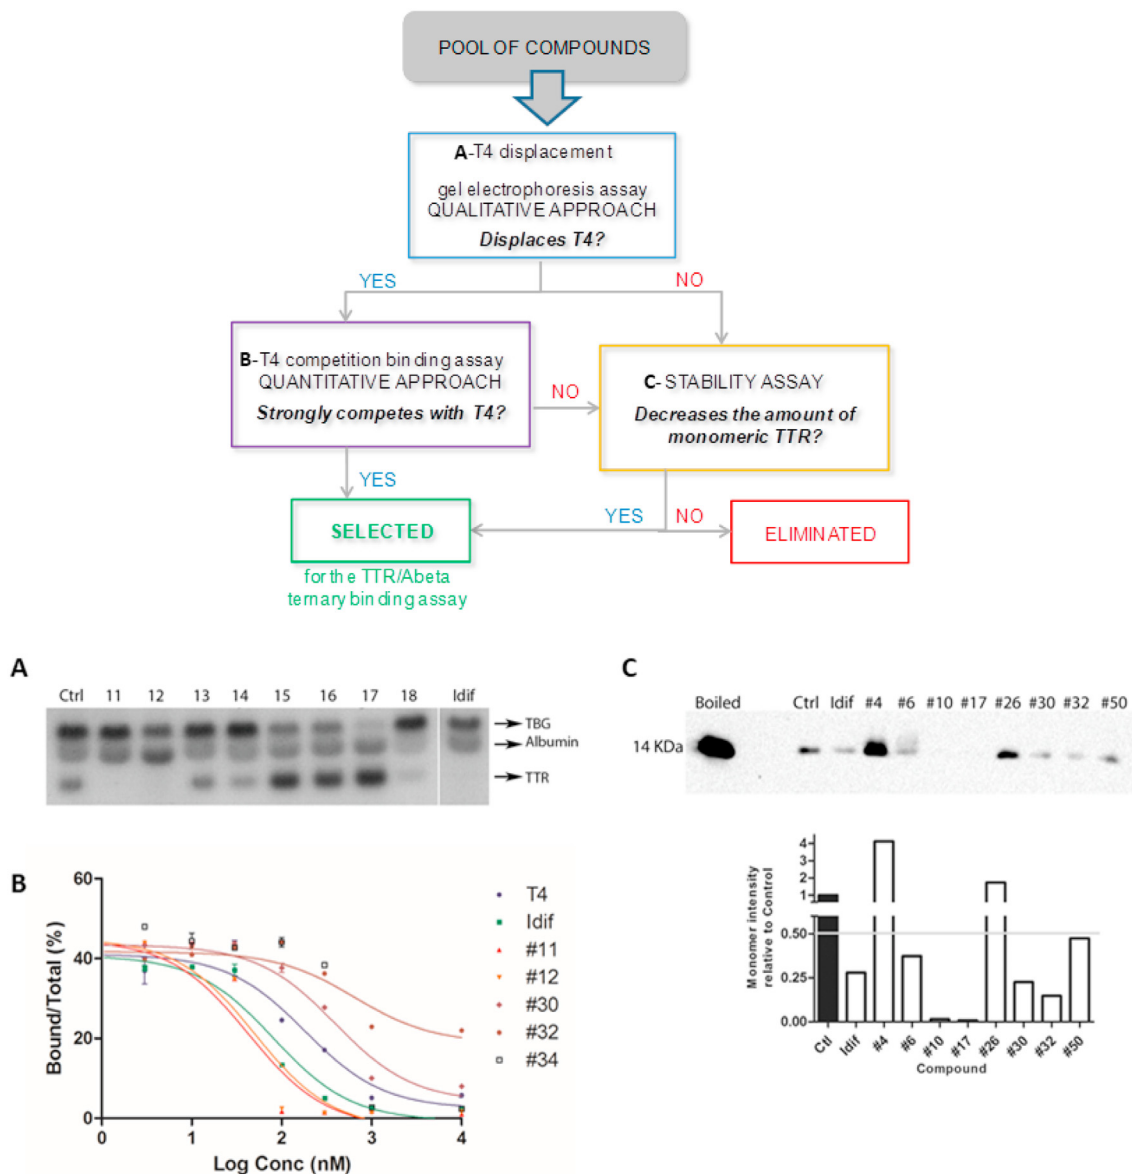 POOL OF COMPOUNDS
A-T4 displacement
gel electrophoresis assay
QUALITATIVE APPROACH
Displaces T4?
YES
NO
B-T4 competition binding assay
QUANTITATIVE APPROACH
Strongly competes with T4?
NO
C- STABILITY ASSAY
Decreases the amount of
monomeric TTR?
YES
SELECTED
YES
NO
ELIMINATED
for the TTR/Abeta
ternary binding assay
A
Ctrl 11 12 13 14 15 16 17 18 Idif
TBG
Albumin
TTR
C
Boiled Ctrl Idif #4 #6 #10 #17 #26 #30 #32 #50
14 KDa
B
Bound/Total (%)
60
40
20
0
0 1 2 3 4
Log Conc (nM)
T4
Idif
#11
#12
#30
#32
#34
Monomer intensity
relative to Control
4
3
2
1
0.50
0.25
0.00
Ctl Idif #4 #6 #10 #17 #26 #30 #32 #50
Compound